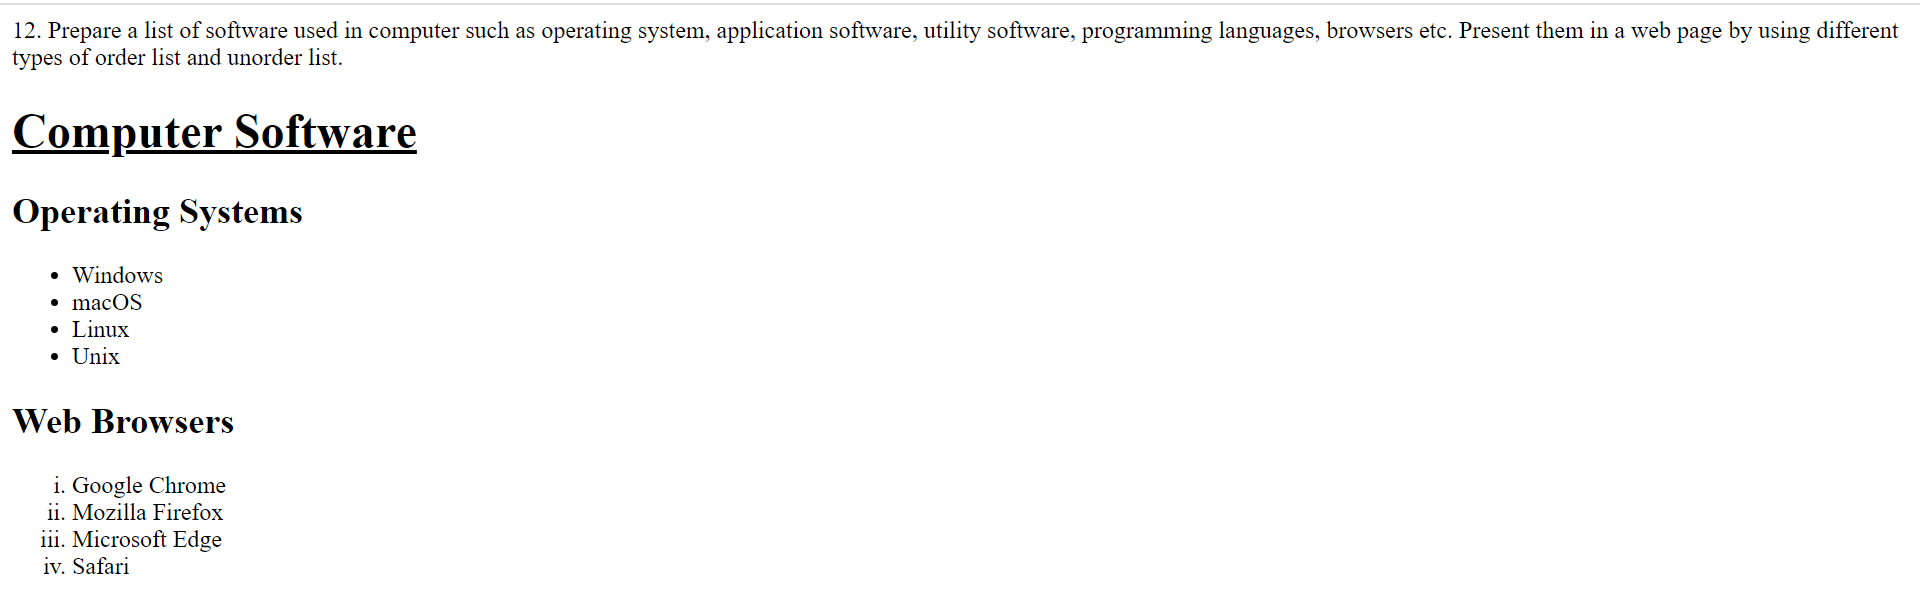 12. Prepare a list of software used in computer such as operating system, application software, utility software, programming languages, browsers etc. Present them in a web page by using different
types of order list and unorder list.
Computer Software
Operating Systems
• Windows
• macOS
• Linux
• Unix
Web Browsers
i. Google Chrome
ii. Mozilla Firefox
iii. Microsoft Edge
iv. Safari